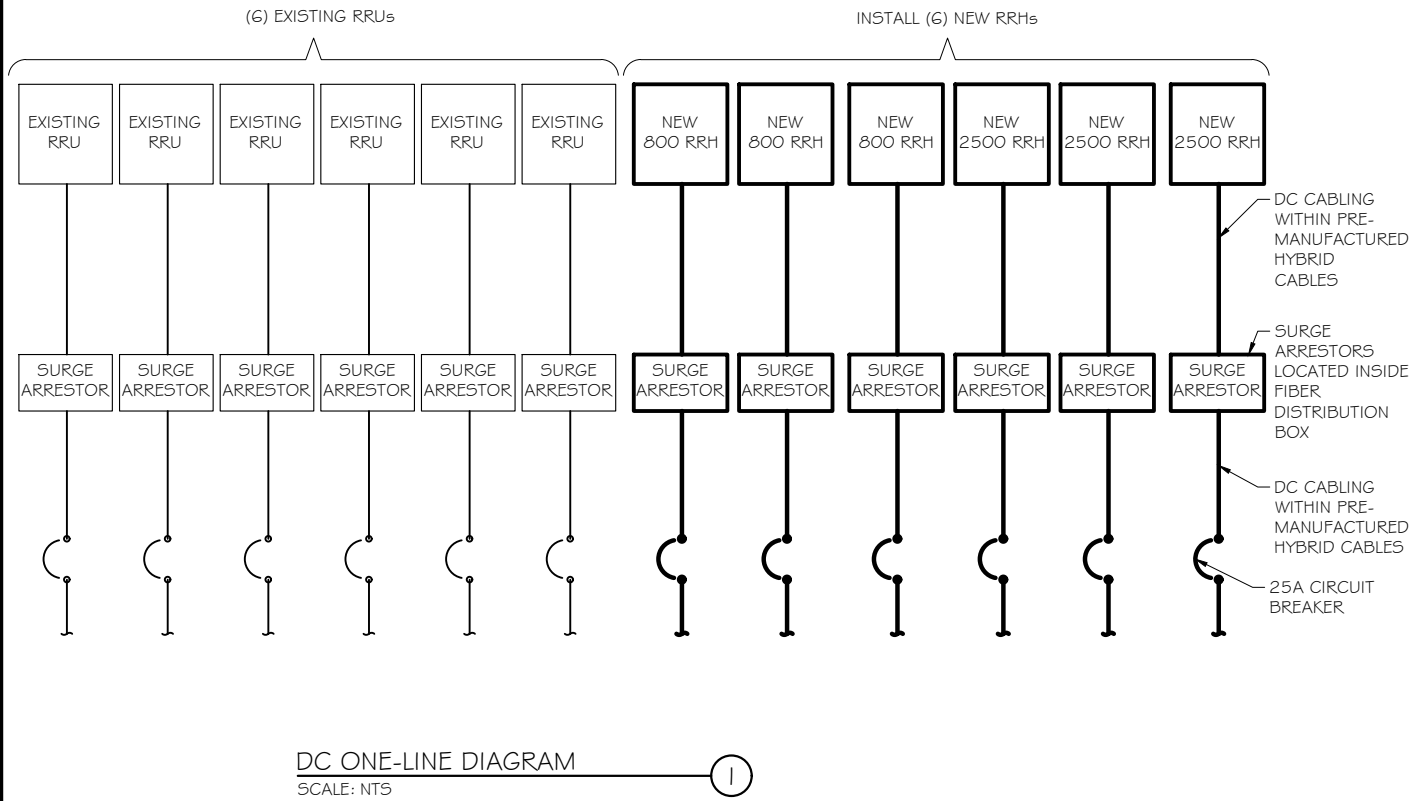 (6) EXISTING RRUs
INSTALL (6) NEW RRHs
EXISTING
RRU
EXISTING
RRU
EXISTING
RRU
EXISTING
RRU
EXISTING
RRU
EXISTING
RRU
NEW
800 RRH
NEW
800 RRH
NEW
800 RRH
NEW
2500 RRH
NEW
2500 RRH
NEW
2500 RRH
DC CABLING
WITHIN PRE-
MANUFACTURED
HYBRID
CABLES
SURGE
ARRESTOR
SURGE
ARRESTOR
SURGE
ARRESTOR
SURGE
ARRESTOR
SURGE
ARRESTOR
SURGE
ARRESTOR
SURGE
ARRESTOR
SURGE
ARRESTOR
SURGE
ARRESTOR
SURGE
ARRESTOR
SURGE
ARRESTOR
SURGE
ARRESTOR
SURGE
ARRESTORS
LOCATED INSIDE
FIBER
DISTRIBUTION
BOX
DC CABLING
WITHIN PRE-
MANUFACTURED
HYBRID CABLES
25A CIRCUIT
BREAKER
DC ONE-LINE DIAGRAM
SCALE: NTS
1